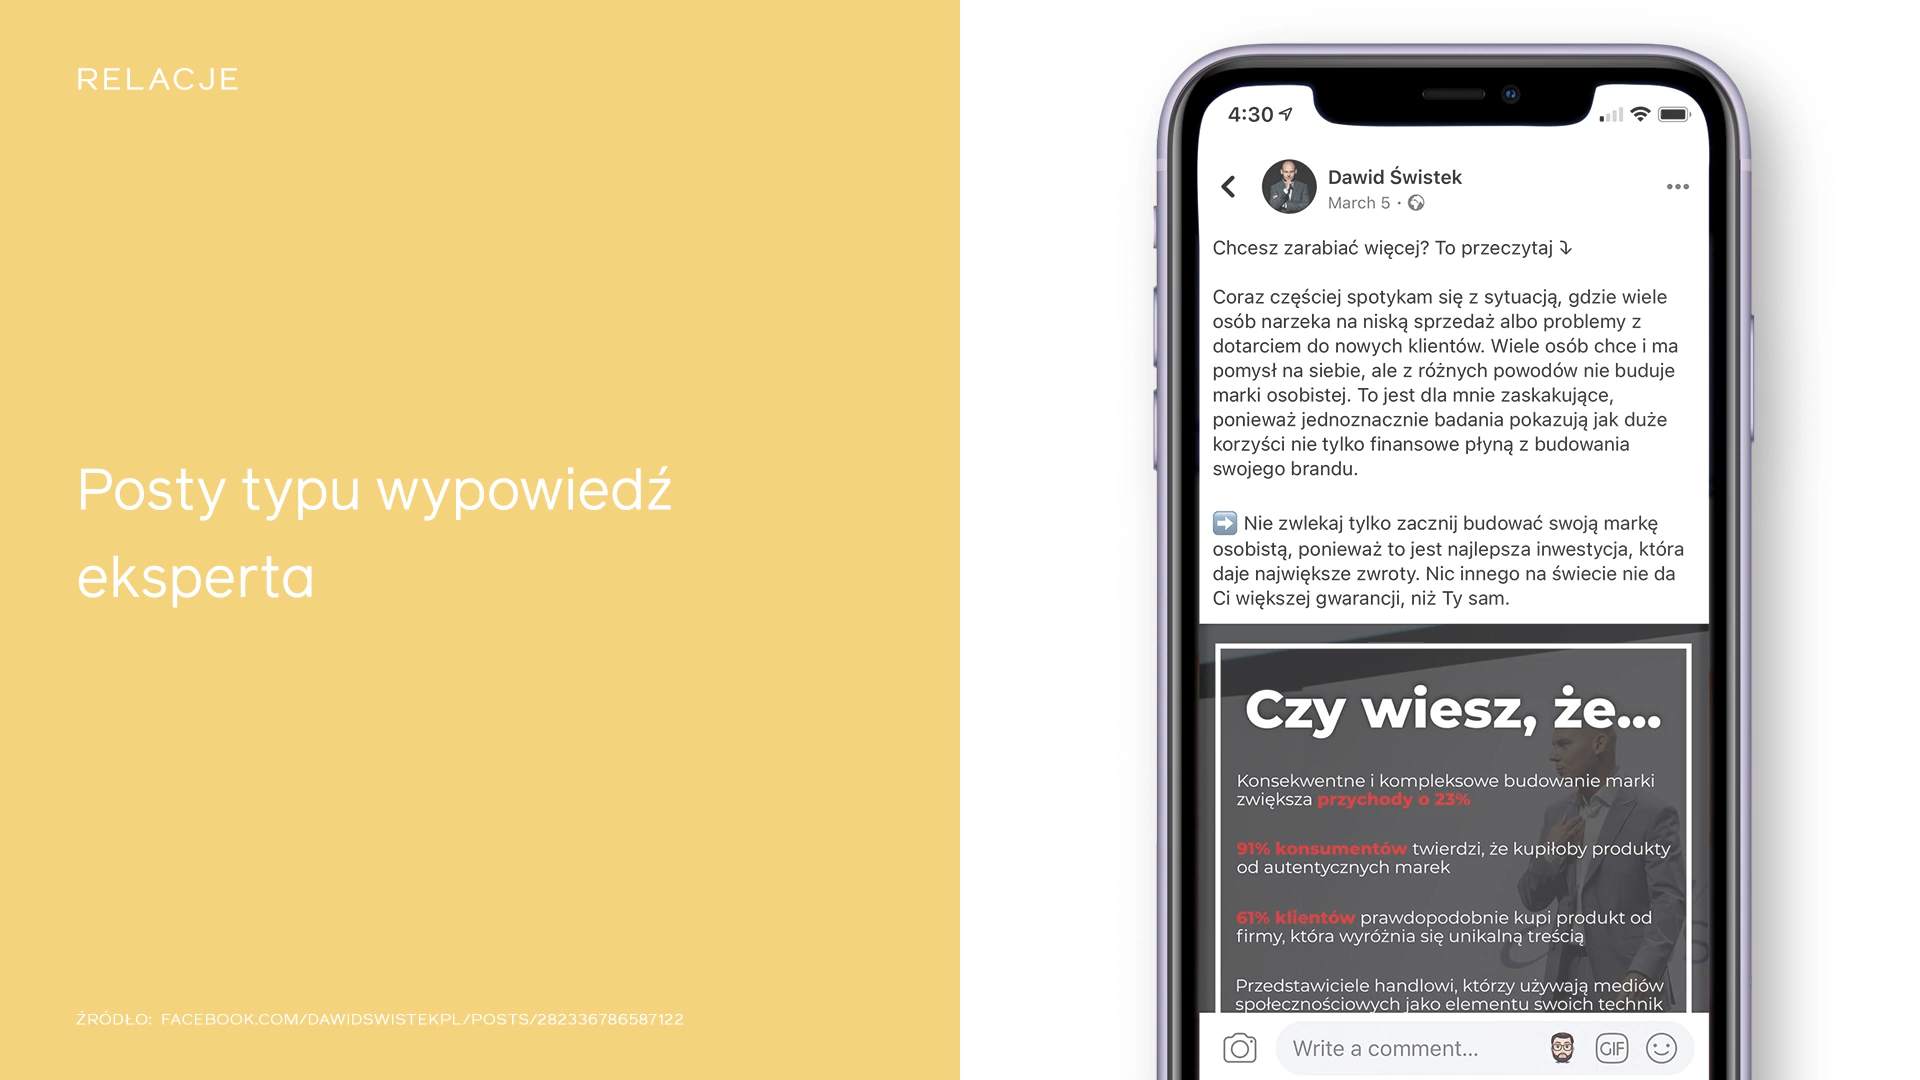 RELACJE
Posty typu wypowiedź
eksperta
ŹRÓDŁO: FACEBOOK.COM/DAWIDSWISTEKPL/POSTS/282336786587122
4:30
Dawid Świstek
March 5 ·
Chcesz zarabiać więcej? To przeczytaj ⤵
Coraz częściej spotykam się z sytuacją, gdzie wiele
osób narzeka na niską sprzedaż albo problemy z
dotarciem do nowych klientów. Wiele osób chce i ma
pomysł na siebie, ale z różnych powodów nie buduje
marki osobistej. To jest dla mnie zaskakujące,
ponieważ jednoznacznie badania pokazują jak duże
korzyści nie tylko finansowe płyną z budowania
swojego brandu.
➡️ Nie zwlekaj tylko zacznij budować swoją markę
osobistą, ponieważ to jest najlepsza inwestycja, która
daje największe zwroty. Nic innego na świecie nie da
Ci większej gwarancji, niż Ty sam.
Czy wiesz, że...
Konsekwentne i kompleksowe budowanie marki
zwiększa przychody o 23%
91% konsumentów twierdzi, że kupiłoby produkty
od autentycznych marek
61% klientów prawdopodobnie kupi produkt od
firmy, która wyróżnia się unikalną treścią
Przedstawiciele handlowi, którzy używają mediów
społecznościowych jako elementu swoich technik
Write a comment...
GIF